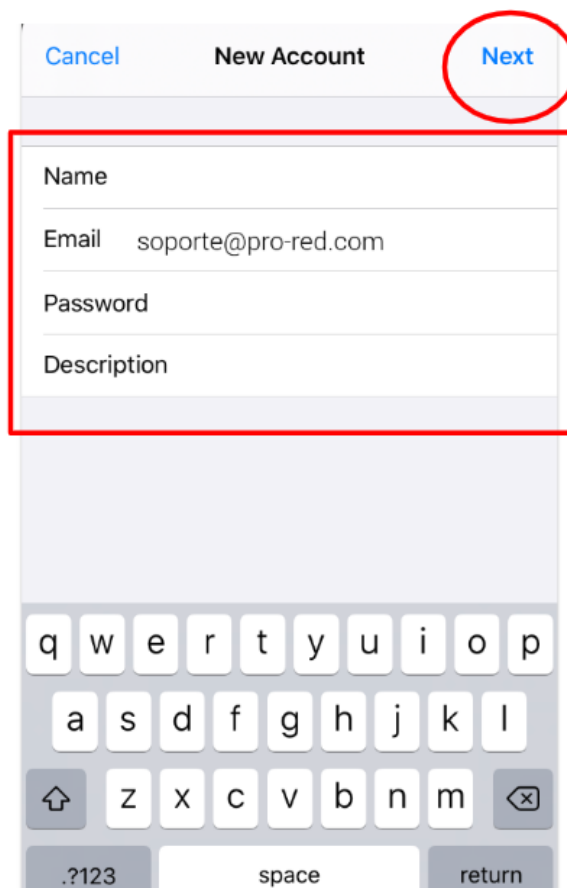 Cancel New Account Next
Name
Email soporte@pro-red.com
Password
Description
q w e r t y u i o p
a s d f g h j k l
z x c v b n m
.?123 space return